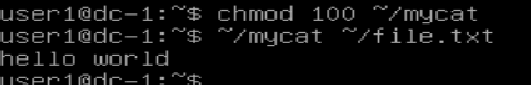 user1@dc-1:~$ chmod 100 ~/mycat
user1@dc-1:~$ ~/mycat ~/file.txt
hello world
user1@dc-1:~$